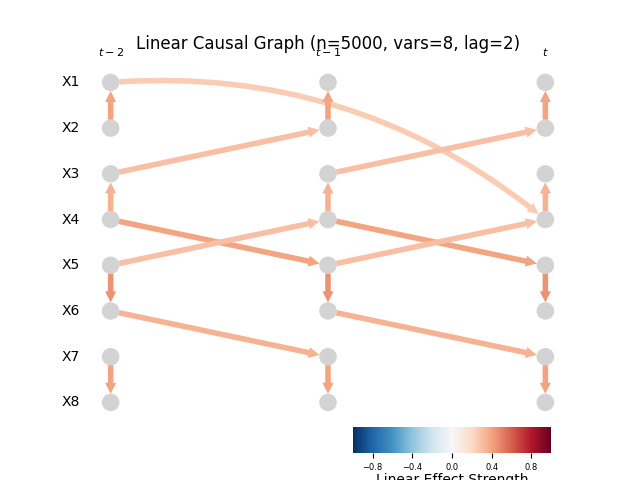 Linear Causal Graph (n=5000, vars=8, lag=2)
t − 2 t − 1 t
X1
X2
X3
X4
X5
X6
X7
X8
−0.8 −0.4 0.0 0.4 0.8
Linear Effect Strength